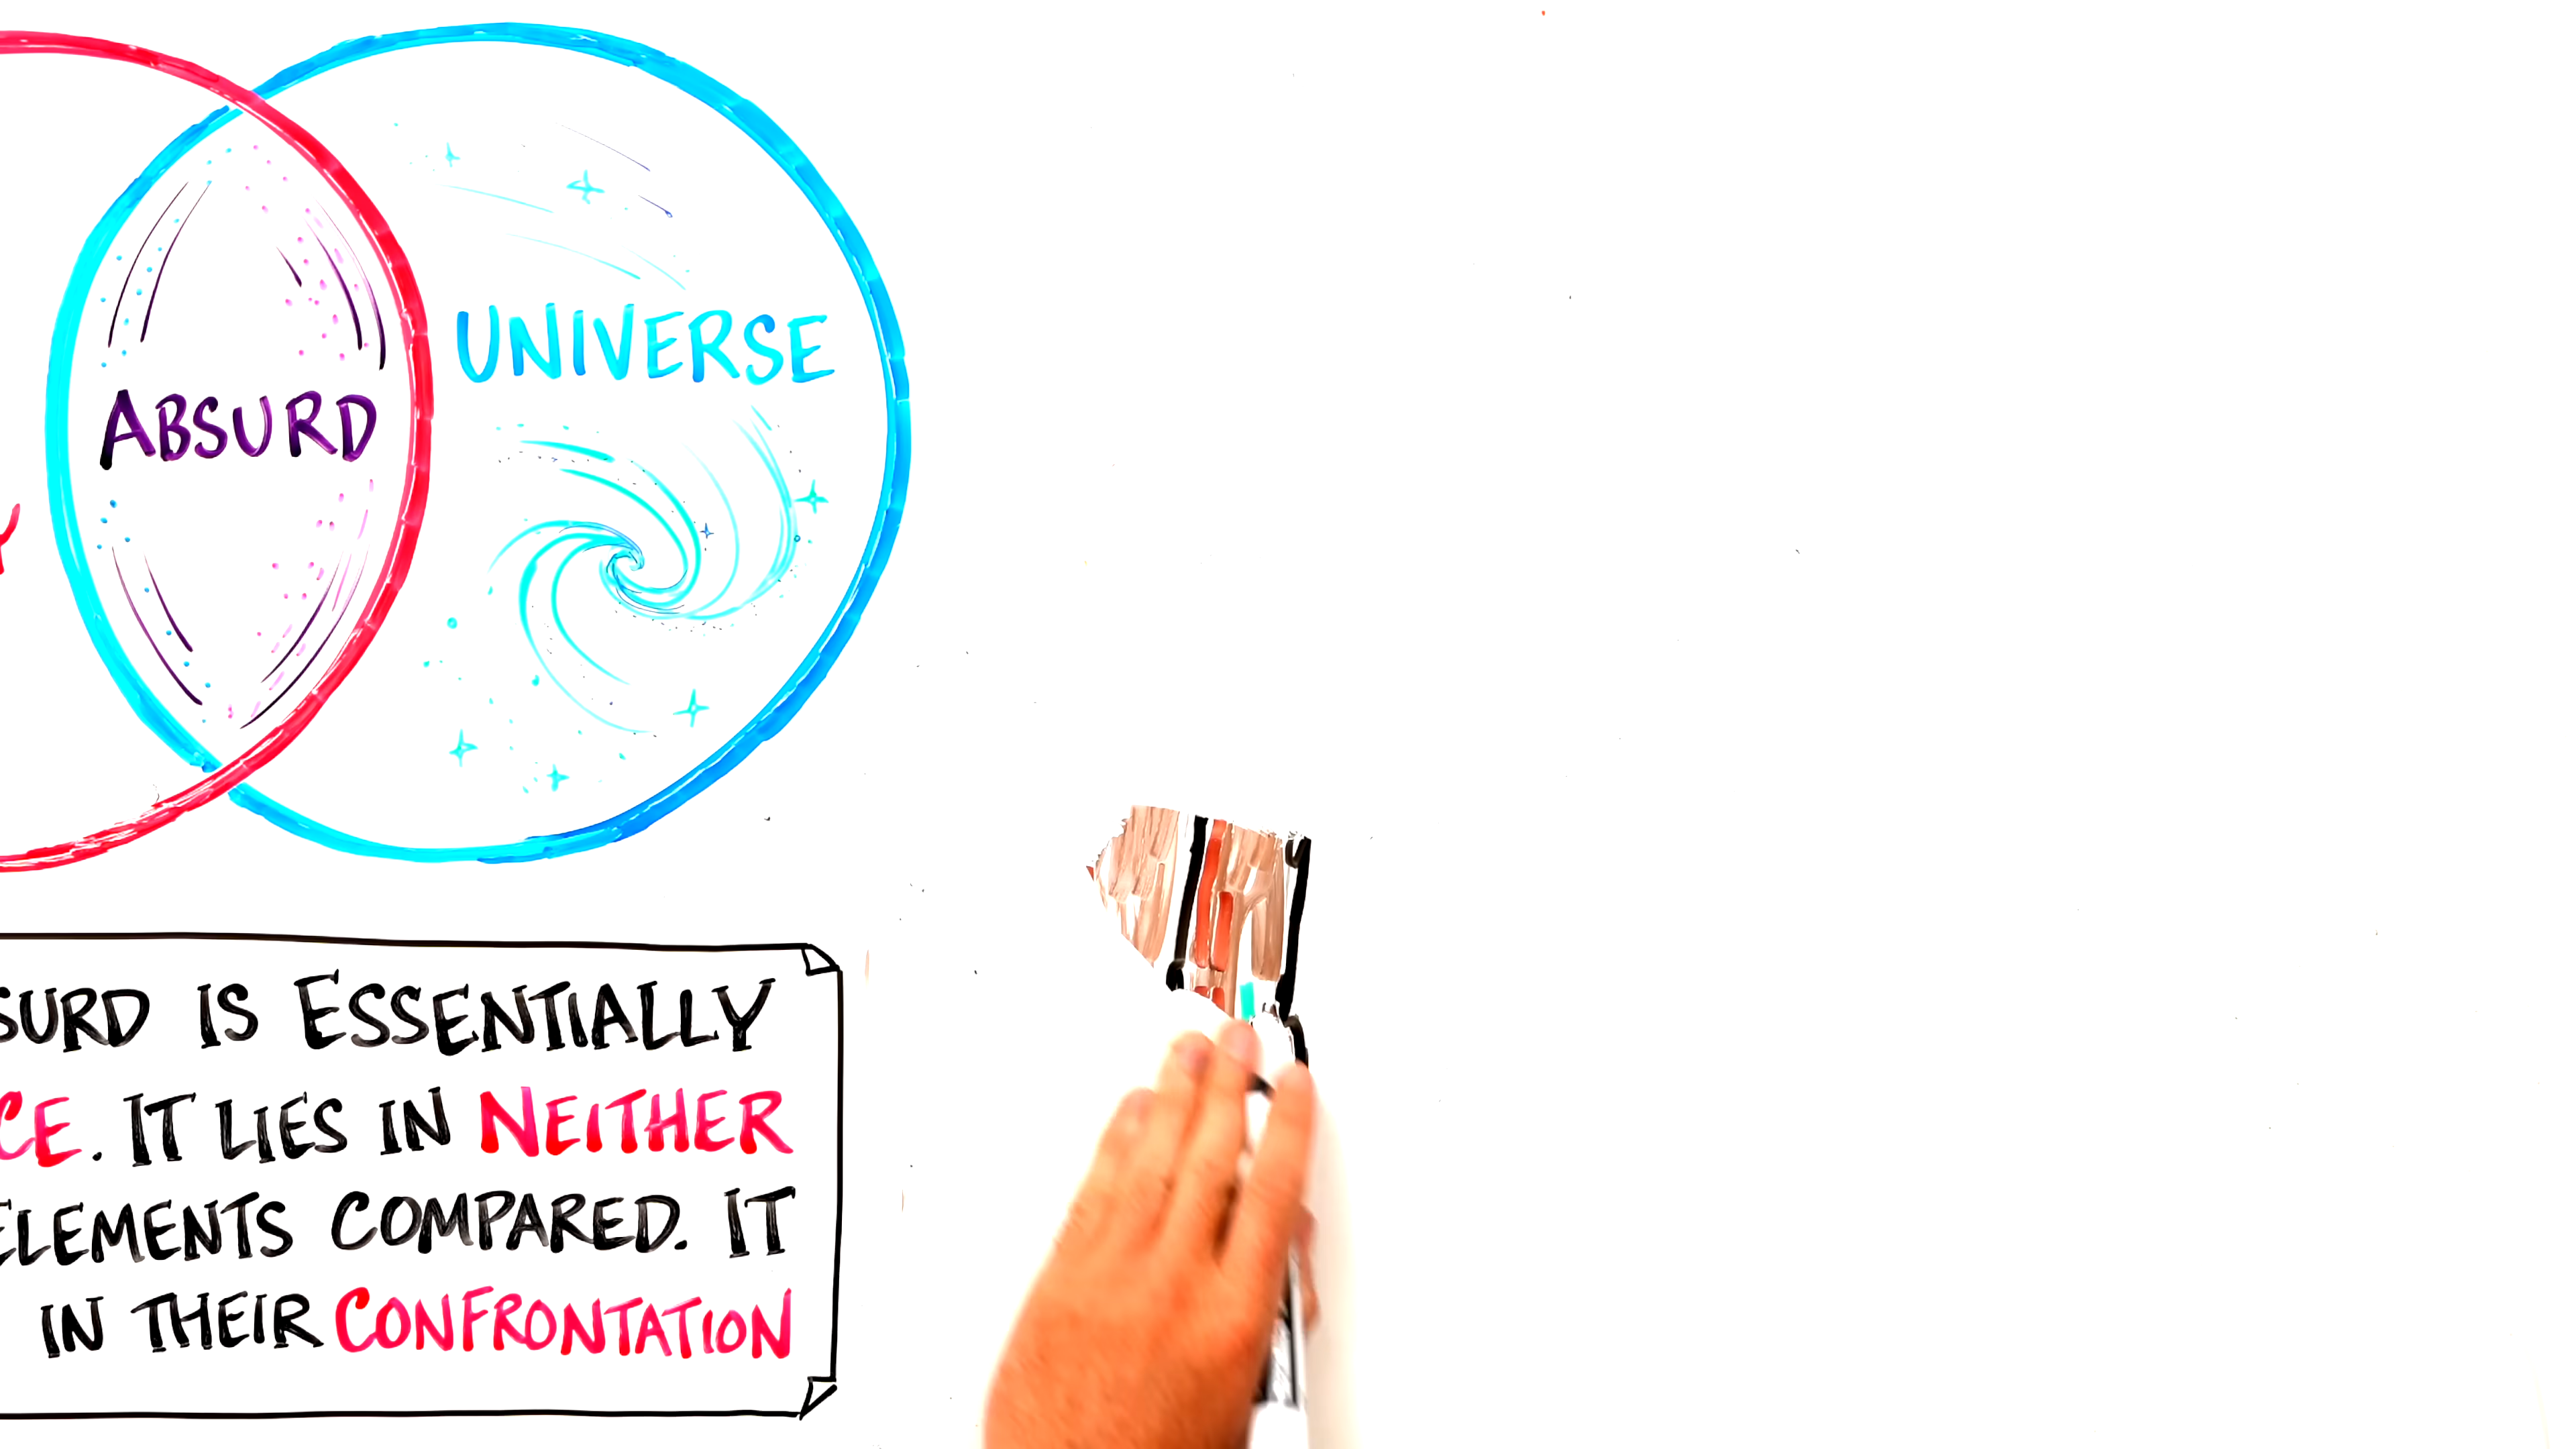 UNIVERSE
ABSURD
Y
SURD IS ESSENTIALLY
CE. IT LIES IN NEITHER
ELEMENTS COMPARED. IT
IN THEIR CONFRONTATION